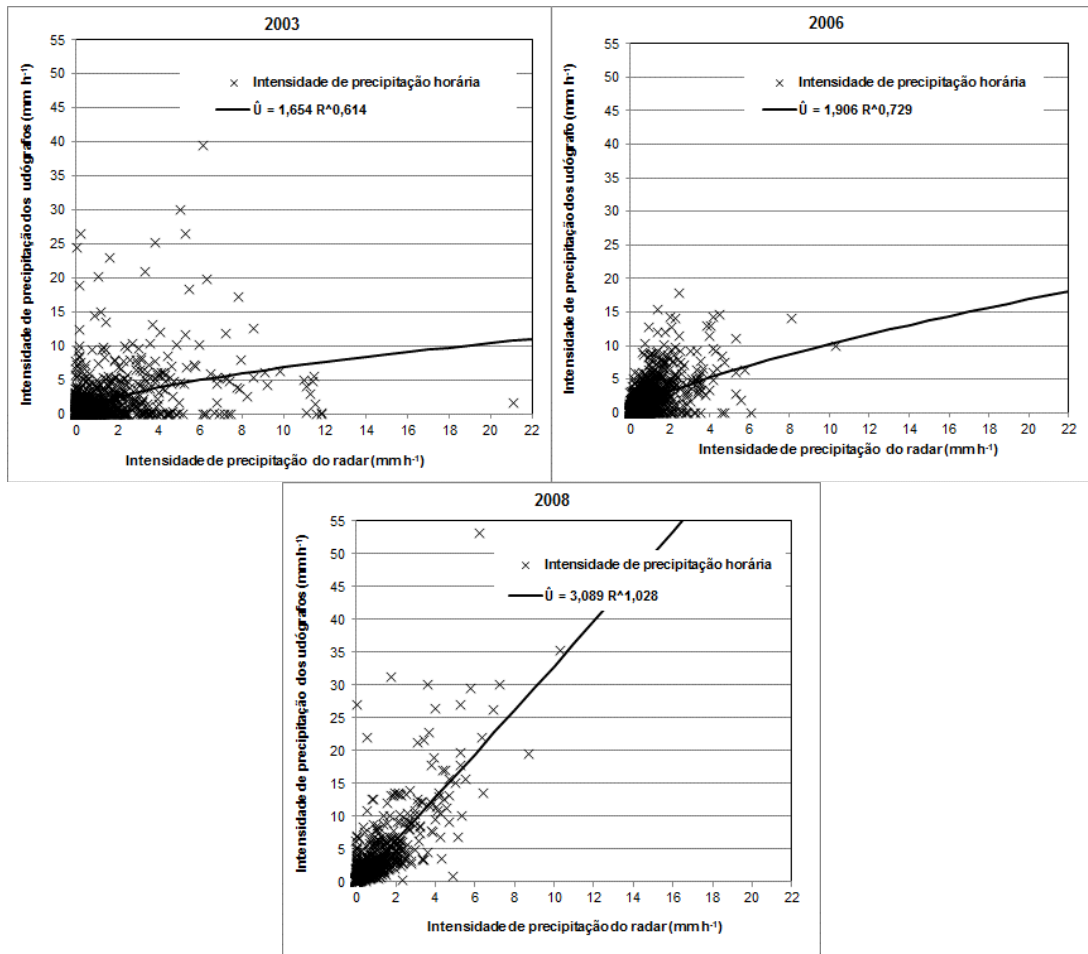 2003
Intensidade de precipitação dos udógrafos (mm h-¹)
55
50
45
40
35
30
25
20
15
10
5
0
Intensidade de precipitação horária
Û = 1,654 R^0,614
0 2 4 6 8 10 12 14 16 18 20 22
Intensidade de precipitação do radar (mm h-¹)
2006
Intensidade de precipitação dos udógrafo (mm h-¹)
55
50
45
40
35
30
25
20
15
10
5
0
Intensidade de precipitação horária
Û = 1,906 R^0,729
0 2 4 6 8 10 12 14 16 18 20 22
Intensidade de precipitação do radar (mm h-¹)
2008
Intensidade de precipitação dos udógrafos (mm h-¹)
55
50
45
40
35
30
25
20
15
10
5
0
Intensidade de precipitação horária
Û = 3,089 R^1,028
0 2 4 6 8 10 12 14 16 18 20 22
Intensidade de precipitação do radar (mm h-¹)